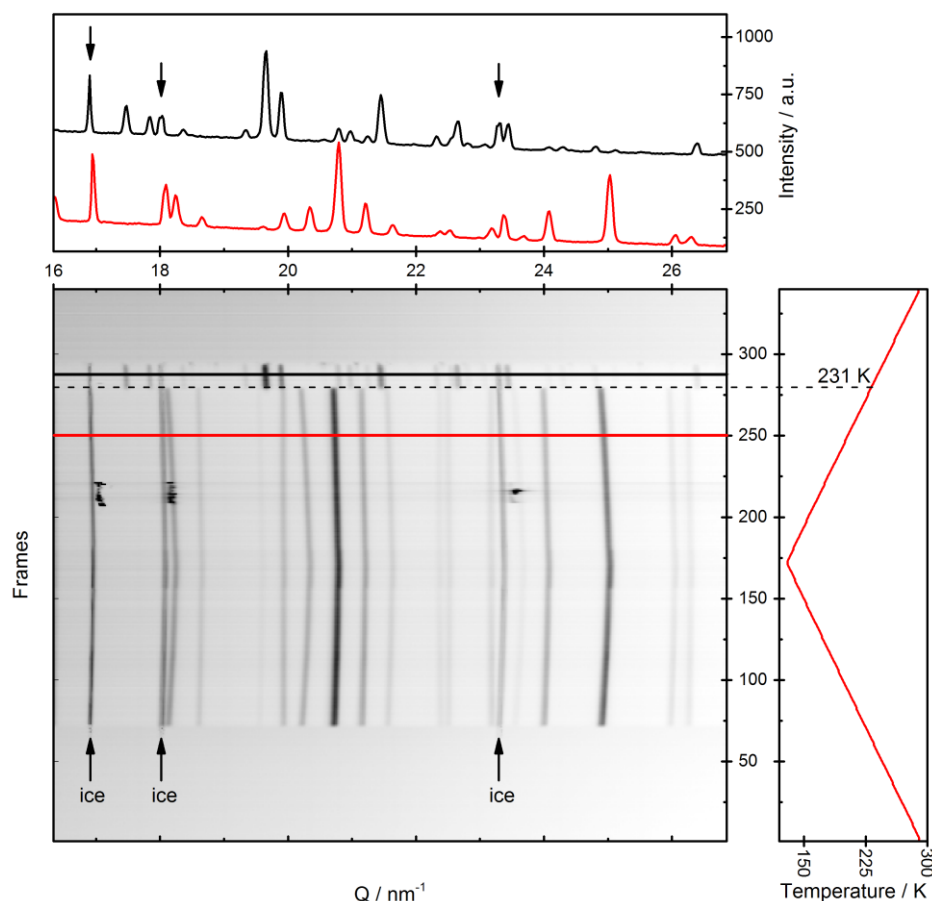 1000
750
500
250
Intensity / a.u.
16 18 20 22 24 26
300
250
200
150
100
50
231 K
Frames
ice ice ice
150 225 300
Q / nm⁻¹
Temperature / K